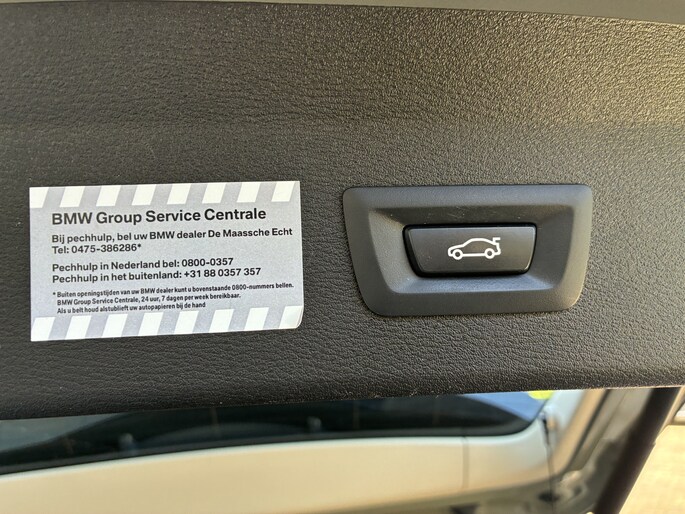 BMW Group Service Centrale
Bij pechhulp, bel uw BMW dealer De Maassche Echt
Tel: 0475-386286*
Pechhulp in Nederland bel: 0800-0357
Pechhulp in het buitenland: +31 88 0357 357
* Buiten openingstijden van uw BMW dealer kunt u bovenstaande 0800-nummers bellen.
BMW Group Service Centrale, 24 uur, 7 dagen per week bereikbaar.
Als u belt houd alstublieft uw autopapieren bij de hand